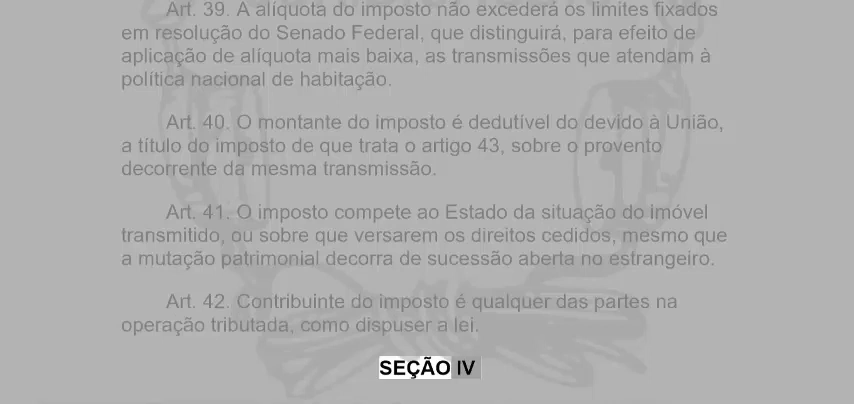 Art. 39. A alíquota do imposto não excederá os limites fixados
em resolução do Senado Federal, que distinguirá, para efeito de
aplicação de alíquota mais baixa, as transmissões que atendam à
política nacional de habitação.
Art. 40. O montante do imposto é dedutível do devido à União,
a título do imposto de que trata o artigo 43, sobre o provento
decorrente da mesma transmissão.
Art. 41. O imposto compete ao Estado da situação do imóvel
transmitido, ou sobre que versarem os direitos cedidos, mesmo que
a mutação patrimonial decorra de sucessão aberta no estrangeiro.
Art. 42. Contribuinte do imposto é qualquer das partes na
operação tributada, como dispuser a lei.
SEÇÃO IV